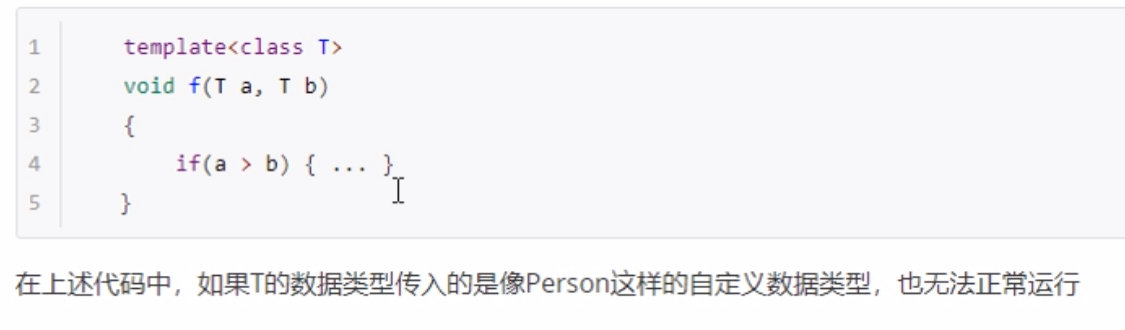 1 template<class T>
2 void f(T a, T b)
3 {
4 if(a > b) { ... }
5 }
在上述代码中，如果T的数据类型传入的是像Person这样的自定义数据类型，也无法正常运行